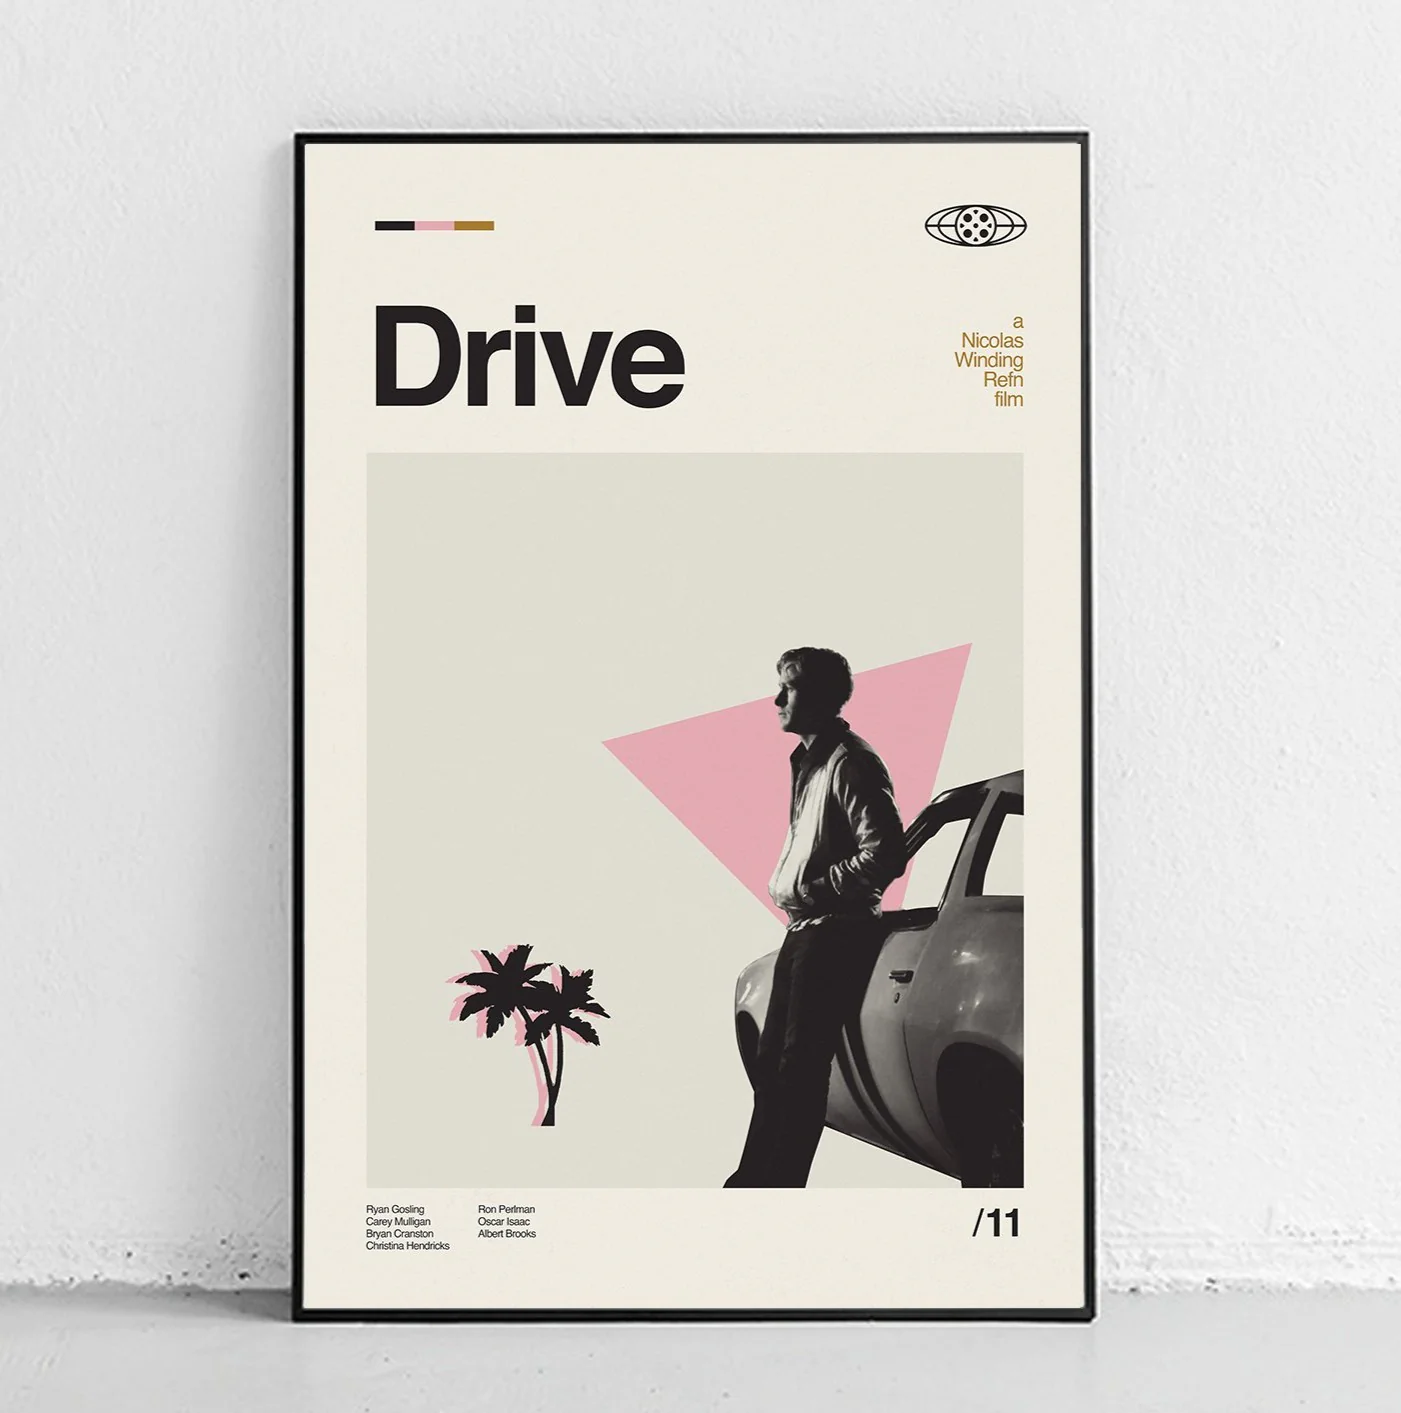 Drive
a
Nicolas
Winding
Refn
film
Ryan Gosling
Carey Mulligan
Bryan Cranston
Christina Hendricks
Ron Perlman
Oscar Isaac
Albert Brooks
/11